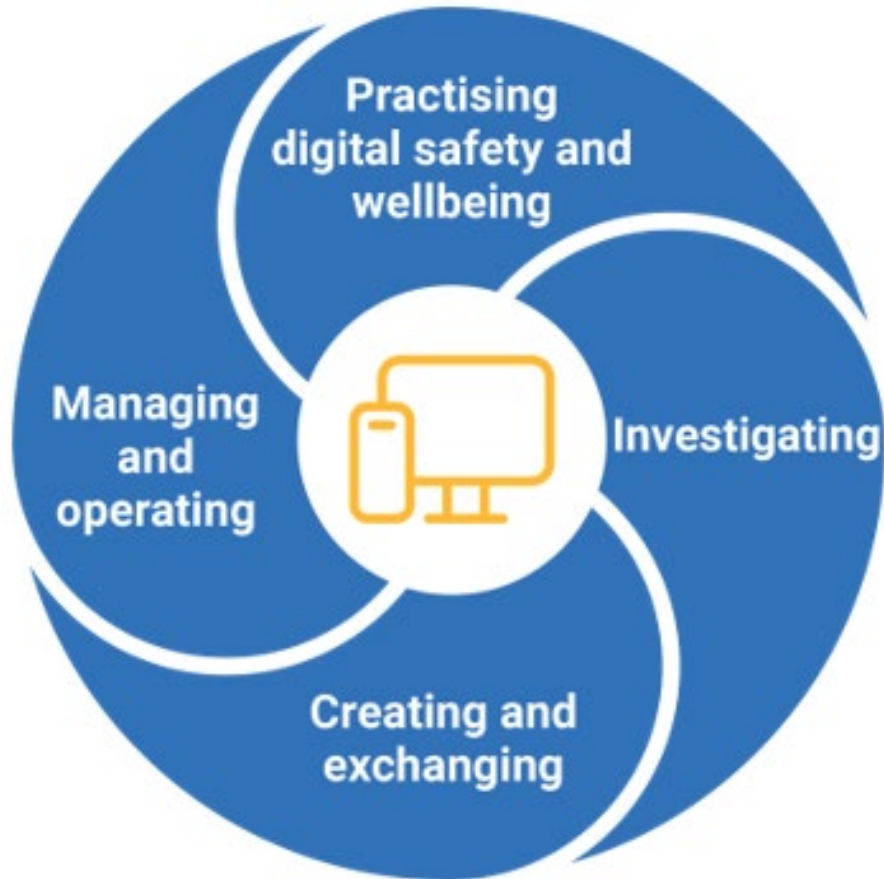 Practising
digital safety and
wellbeing
Investigating
Creating and
exchanging
Managing
and
operating